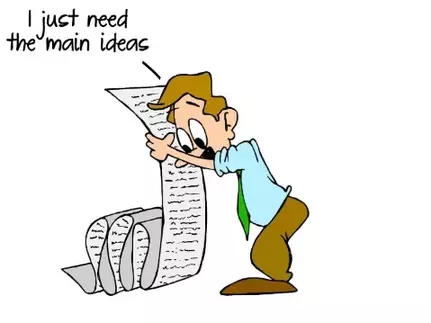 I just need
the main ideas